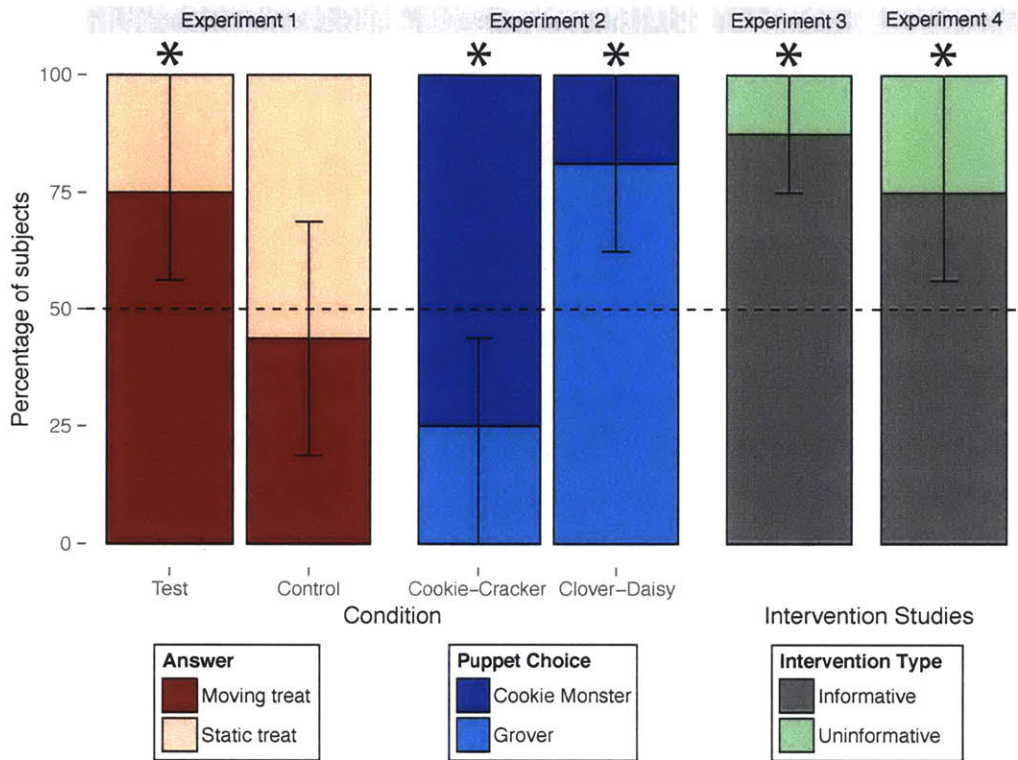 Experiment 1
Experiment 2
Experiment 3
Experiment 4
* * * * *
Percentage of subjects
100
75
50
25
0
Test
Control
Cookie–Cracker
Clover–Daisy
Condition
Intervention Studies
Answer
Moving treat
Static treat
Puppet Choice
Cookie Monster
Grover
Intervention Type
Informative
Uninformative